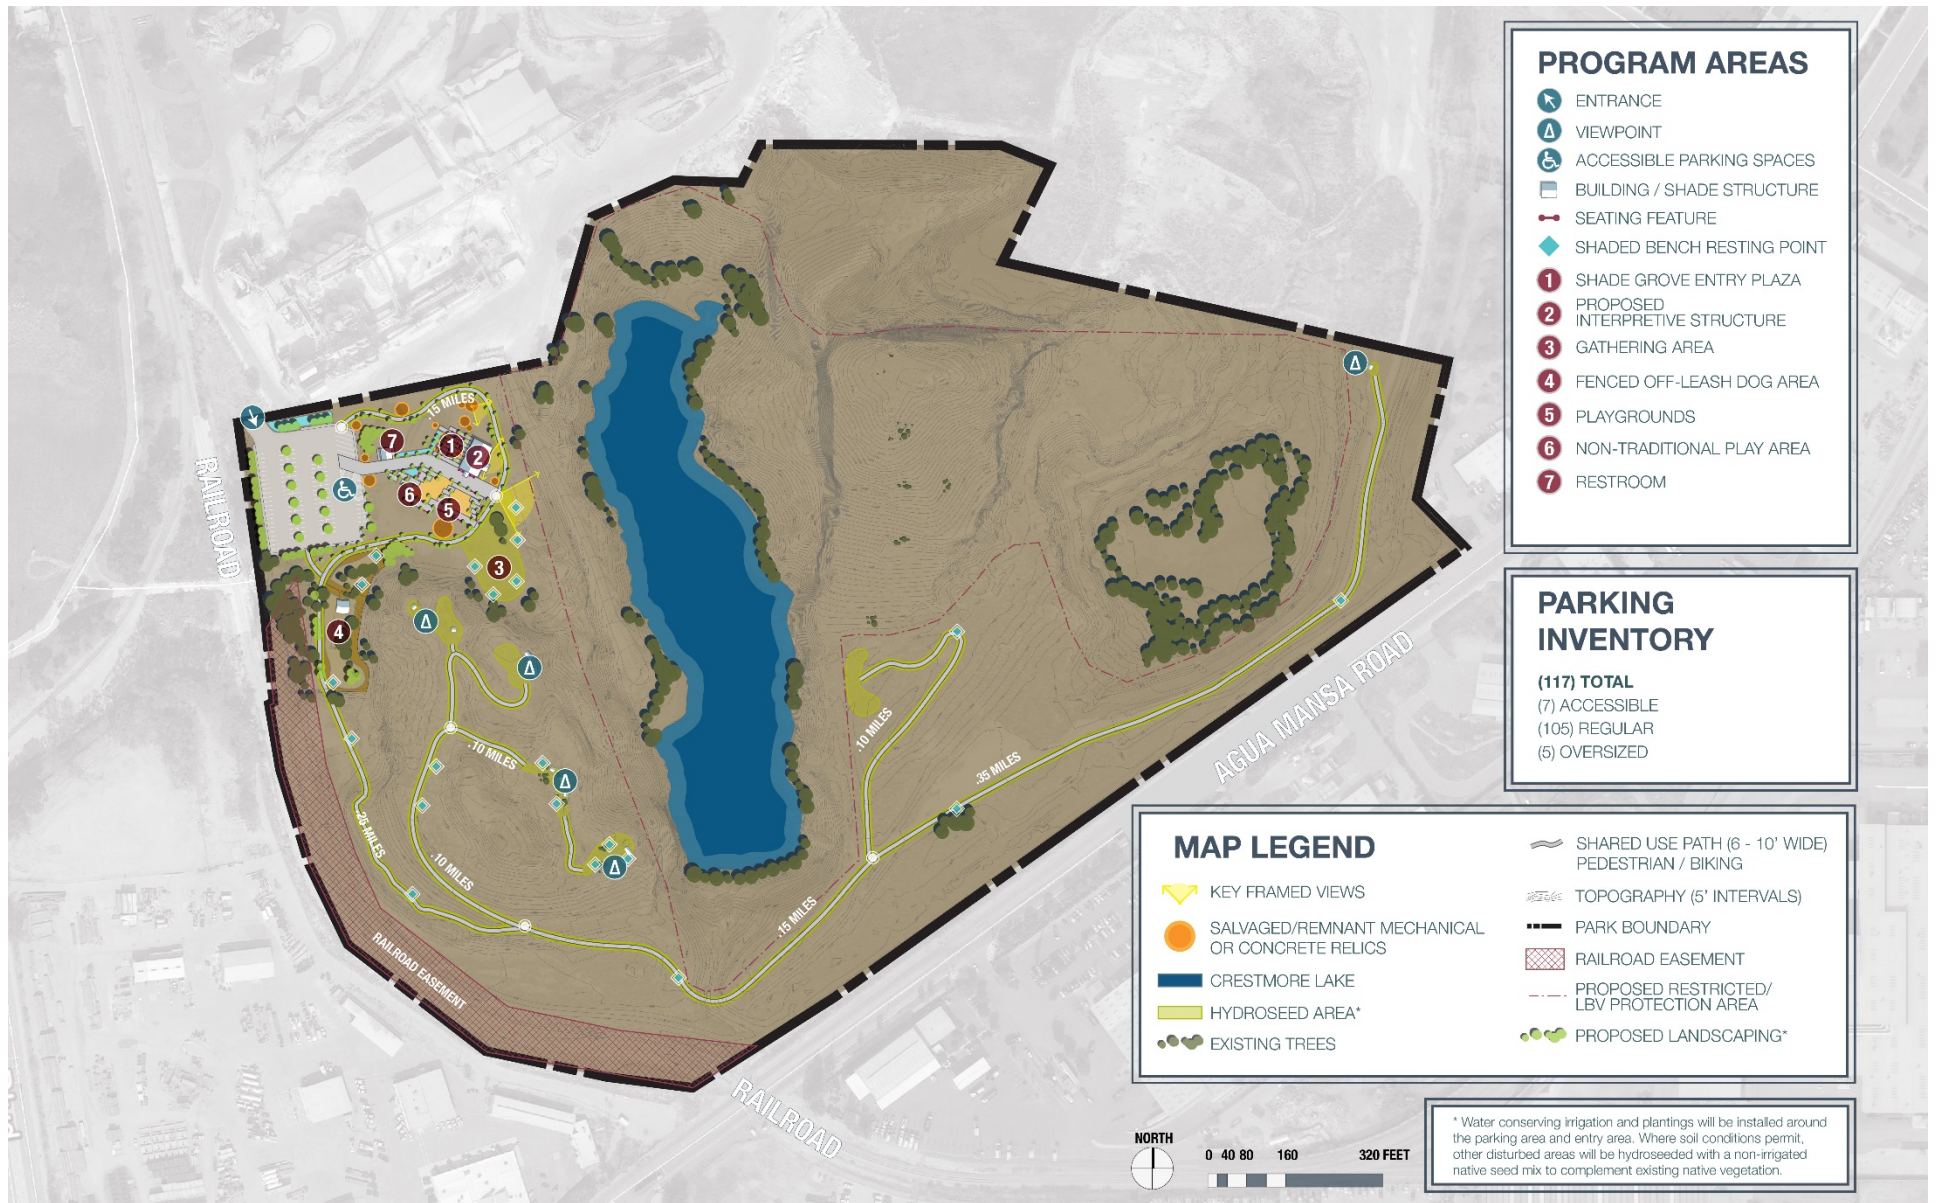 PROGRAM AREAS
ENTRANCE
VIEWPOINT
ACCESSIBLE PARKING SPACES
BUILDING / SHADE STRUCTURE
SEATING FEATURE
SHADED BENCH RESTING POINT
1 SHADE GROVE ENTRY PLAZA
2 PROPOSED
INTERPRETIVE STRUCTURE
3 GATHERING AREA
4 FENCED OFF-LEASH DOG AREA
5 PLAYGROUNDS
6 NON-TRADITIONAL PLAY AREA
7 RESTROOM
PARKING
INVENTORY
(117) TOTAL
(7) ACCESSIBLE
(105) REGULAR
(5) OVERSIZED
MAP LEGEND
KEY FRAMED VIEWS
SALVAGED/REMNANT MECHANICAL
OR CONCRETE RELICS
CRESTMORE LAKE
HYDROSEED AREA*
EXISTING TREES
SHARED USE PATH (6 - 10' WIDE)
PEDESTRIAN / BIKING
TOPOGRAPHY (5' INTERVALS)
PARK BOUNDARY
RAILROAD EASEMENT
PROPOSED RESTRICTED/
LBV PROTECTION AREA
PROPOSED LANDSCAPING*
* Water conserving irrigation and plantings will be installed around
the parking area and entry area. Where soil conditions permit,
other disturbed areas will be hydroseeded with a non-irrigated
native seed mix to complement existing native vegetation.
NORTH
0 40 80 160 320 FEET
.15 MILES
7
1
2
6
5
3
4
RAILROAD
.10 MILES
.25 MILES
.10 MILES
.10 MILES
.35 MILES
.15 MILES
AGUA MANSA ROAD
RAILROAD EASEMENT
RAILROAD